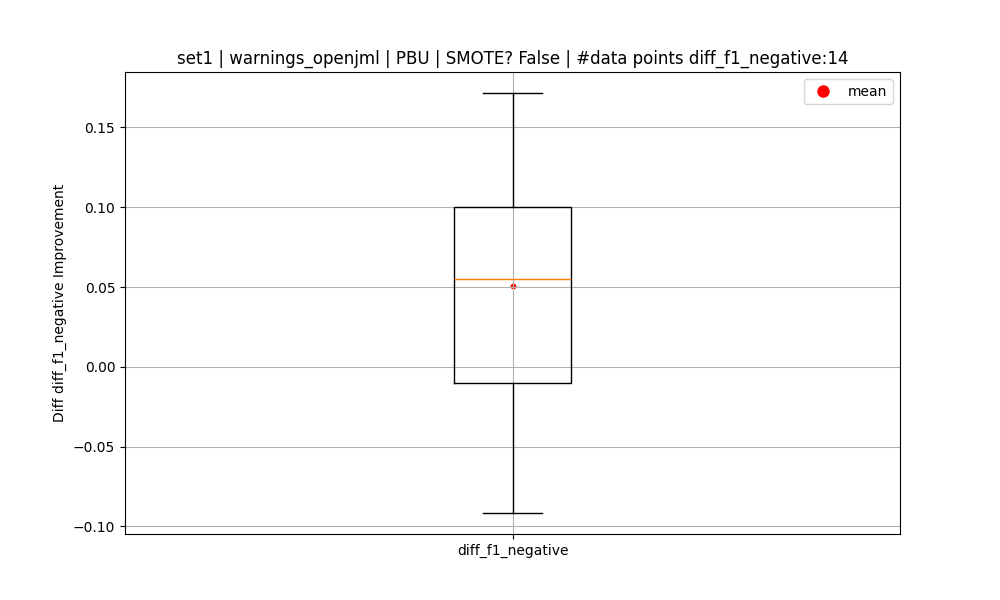 set1 | warnings_openjml | PBU | SMOTE? False | #data points diff_f1_negative:14
mean
Diff diff_f1_negative Improvement
0.15
0.10
0.05
0.00
−0.05
−0.10
diff_f1_negative